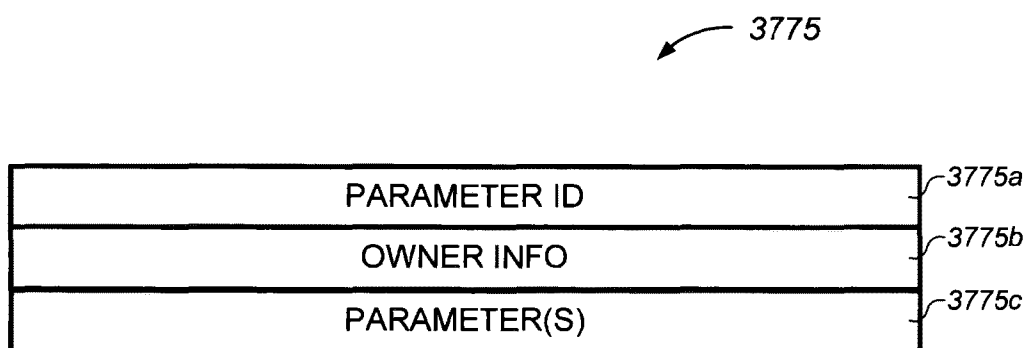 3775
PARAMETER ID 3775a
OWNER INFO 3775b
PARAMETER(S) 3775c